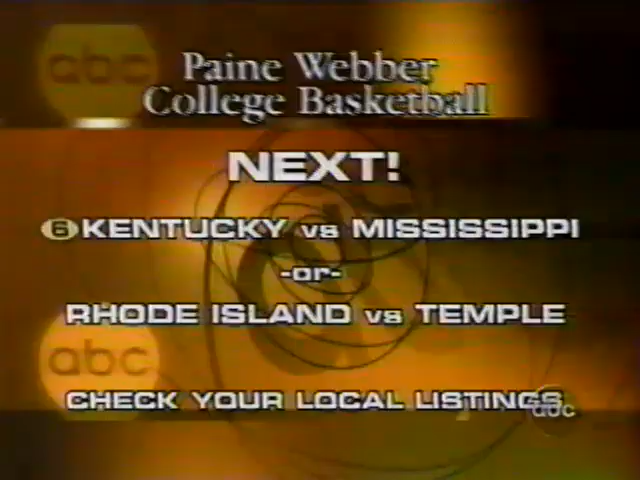 abc
Paine Webber
College Basketball
NEXT!
6 KENTUCKY vs MISSISSIPPI
-or-
RHODE ISLAND vs TEMPLE
abc
CHECK YOUR LOCAL LISTINGS
abc